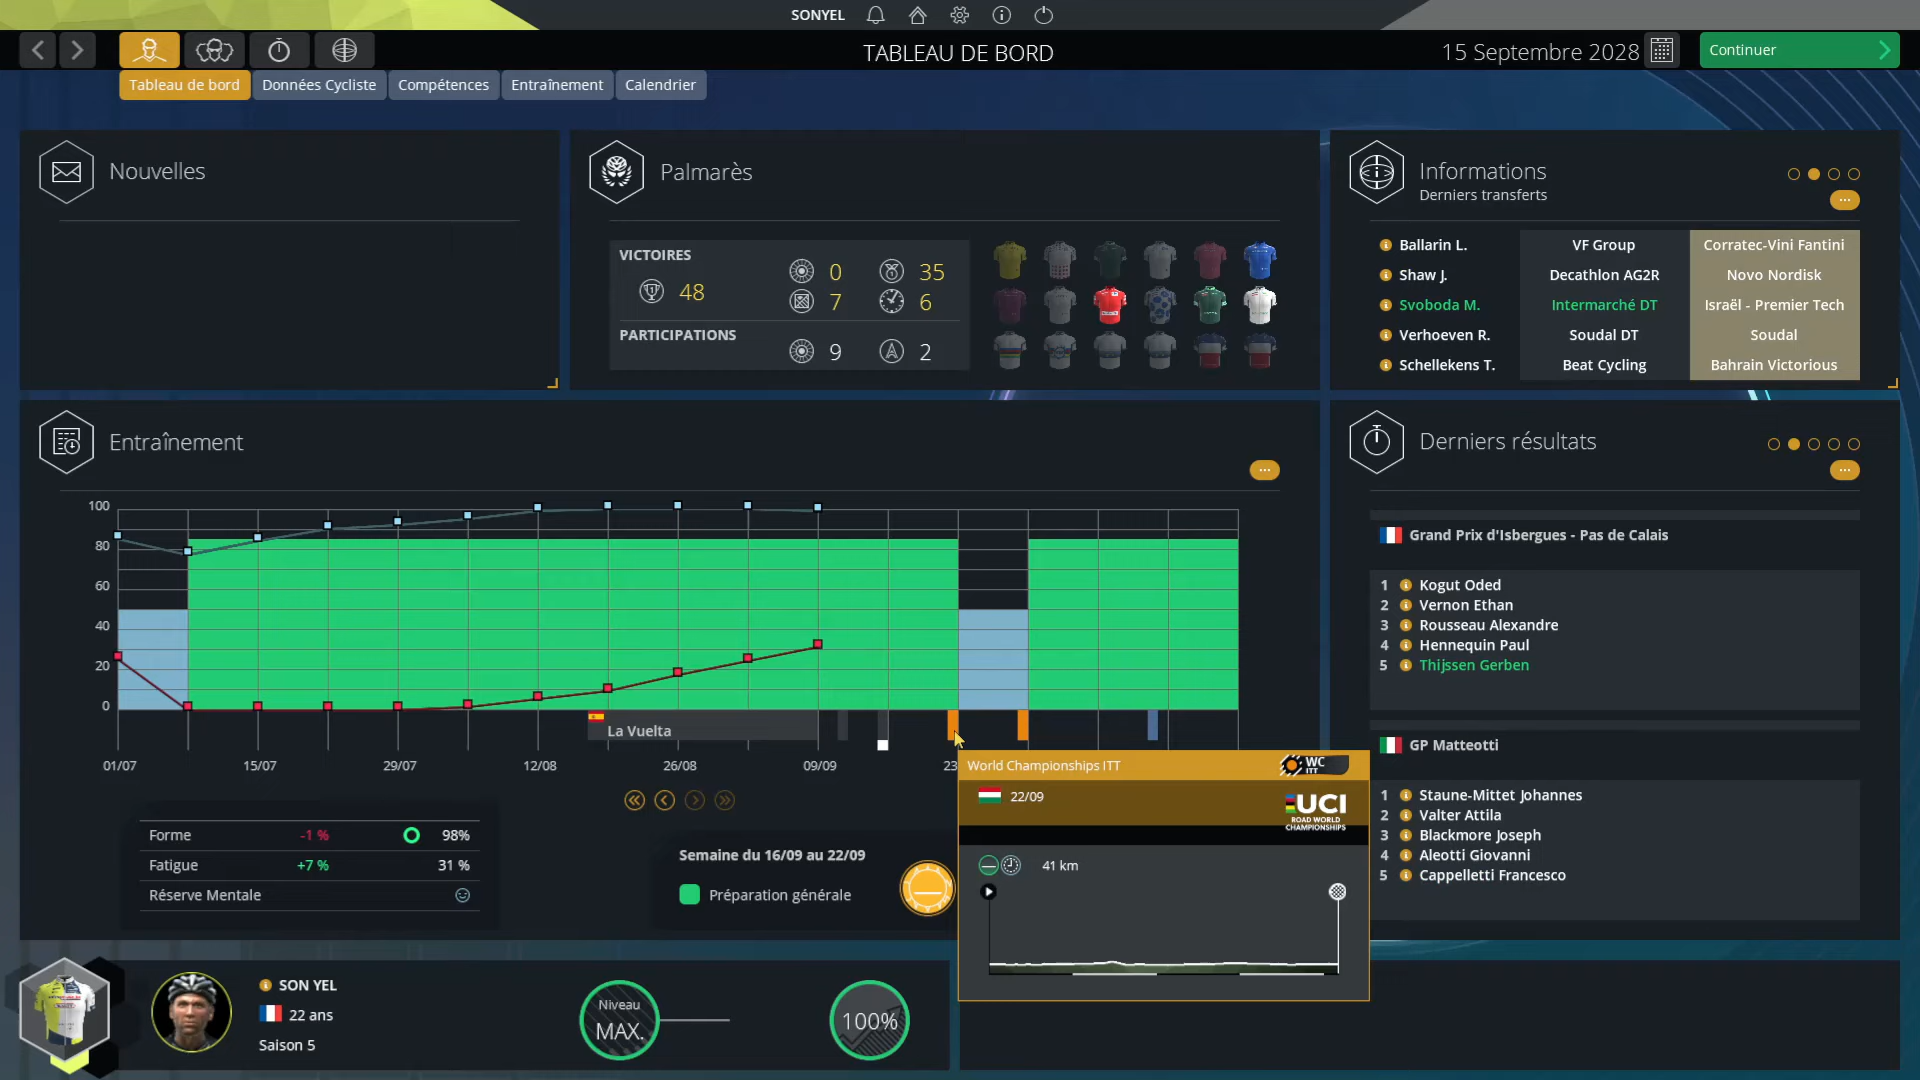 SONYEL
TABLEAU DE BORD
15 Septembre 2028
Continuer
Tableau de bord
Données Cycliste
Compétences
Entraînement
Calendrier
Nouvelles
Palmarès
VICTOIRES
48
0
35
7
6
PARTICIPATIONS
9
2
Informations
Derniers transferts
Ballarin L. VF Group Corratec-Vini Fantini
Shaw J. Decathlon AG2R Novo Nordisk
Svoboda M. Intermarché DT Israël - Premier Tech
Verhoeven R. Soudal DT Soudal
Schellekens T. Beat Cycling Bahrain Victorious
Entraînement
100
80
60
40
20
0
La Vuelta
01/07 15/07 29/07 12/08 26/08 09/09 23
Forme -1 % 98%
Fatigue +7 % 31 %
Réserve Mentale
Semaine du 16/09 au 22/09
Préparation générale
World Championships ITT
WC
ITT
22/09
UCI
ROAD WORLD
CHAMPIONSHIPS
41 km
Derniers résultats
Grand Prix d'Isbergues - Pas de Calais
1 Kogut Oded
2 Vernon Ethan
3 Rousseau Alexandre
4 Hennequin Paul
5 Thijssen Gerben
GP Matteotti
1 Staune-Mittet Johannes
2 Valter Attila
3 Blackmore Joseph
4 Aleotti Giovanni
5 Cappelletti Francesco
SON YEL
22 ans
Saison 5
Niveau
MAX.
100%